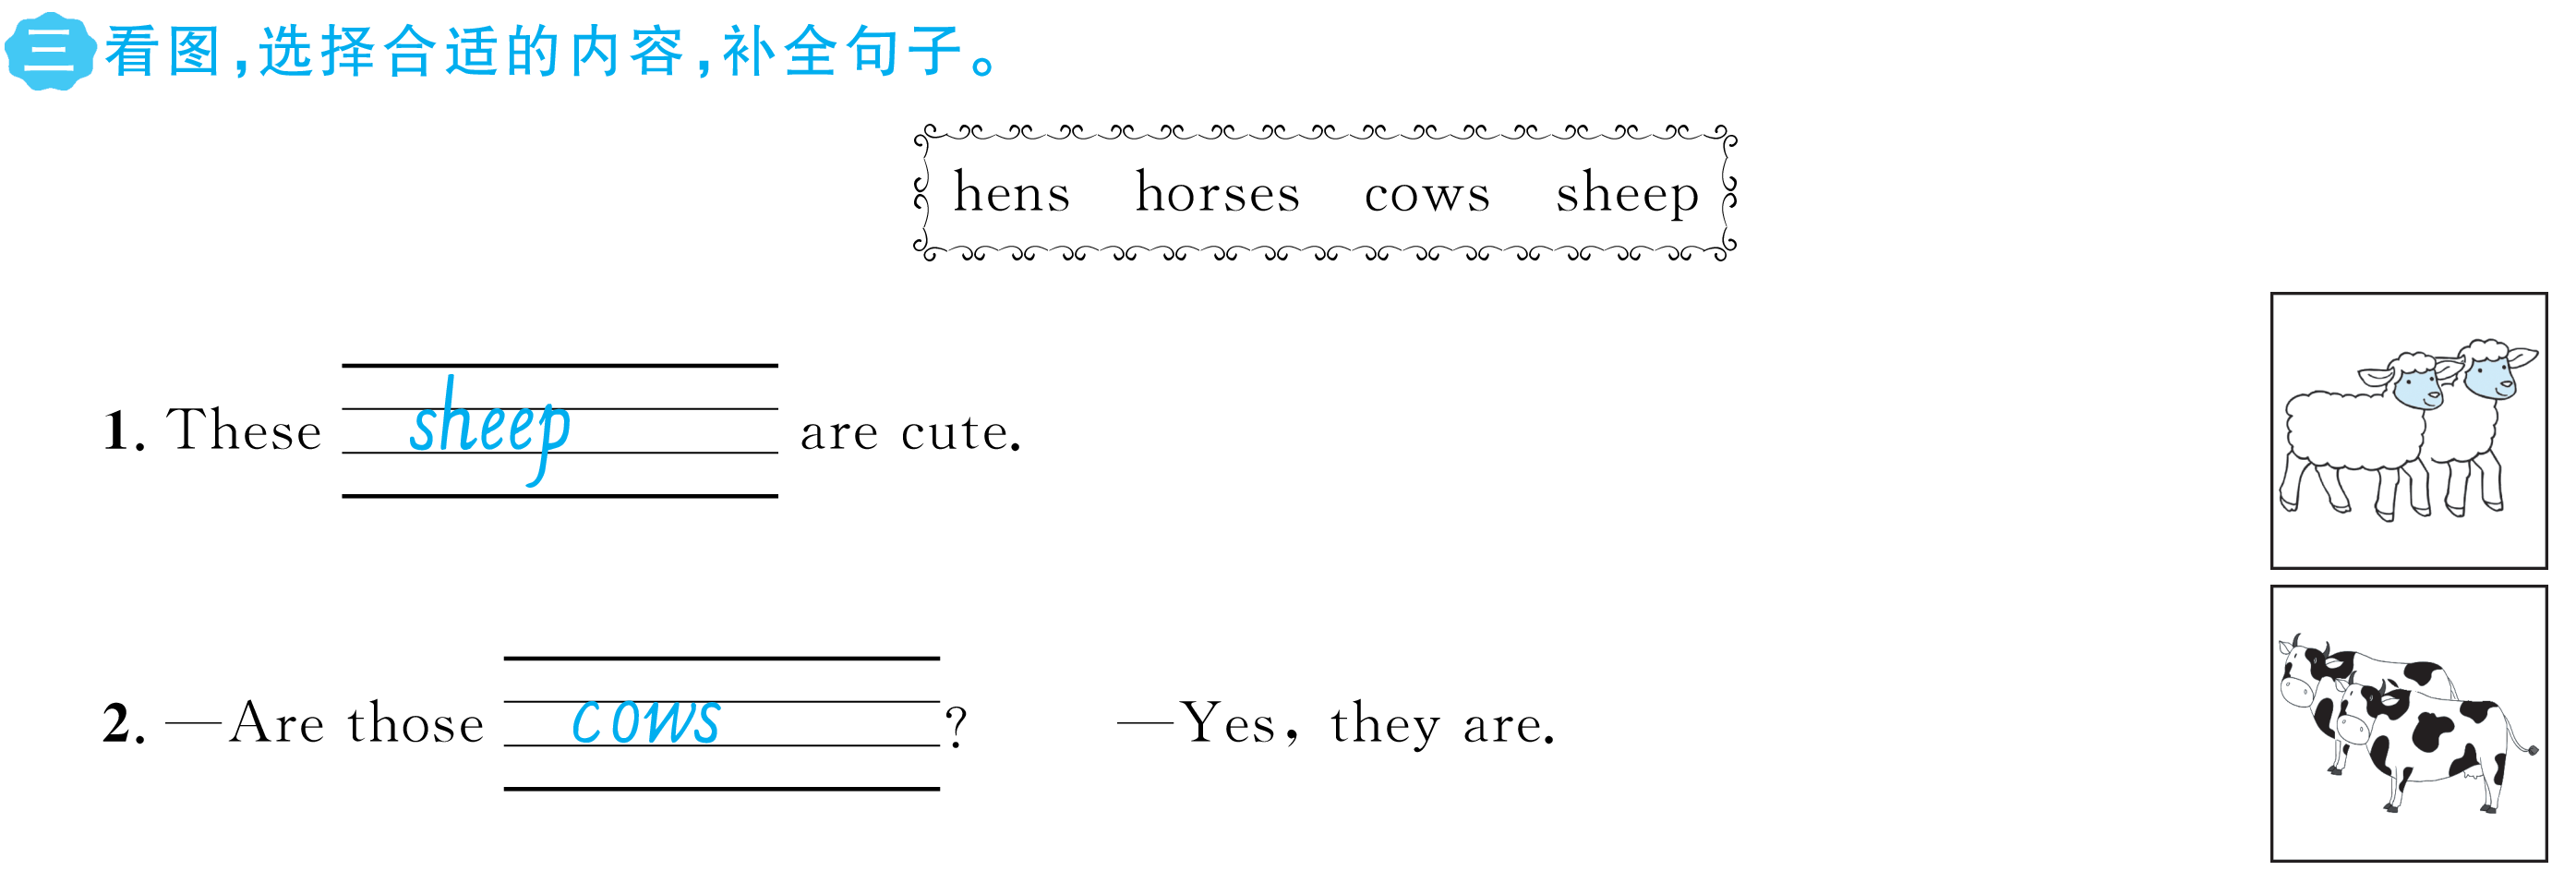 三 看图,选择合适的内容,补全句子。
hens horses cows sheep
1. These sheep are cute.
2. —Are those cows? —Yes, they are.